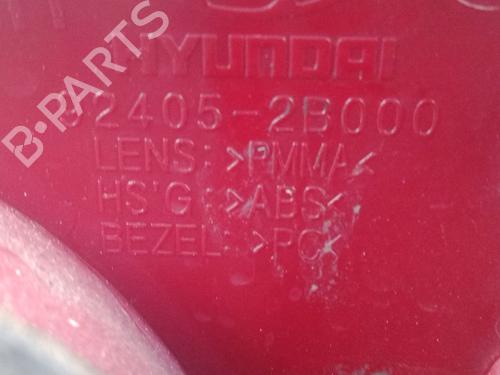 HYUNDAI
92405-2B000
LENS: >PMMA<
HS'G: >ABS<
BEZEL: >PC<
B-PARTS